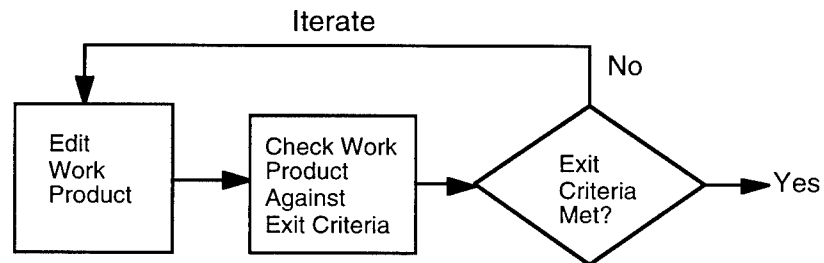 Iterate
No
Edit
Work
Product
Check Work
Product
Against
Exit Criteria
Exit
Criteria
Met?
Yes